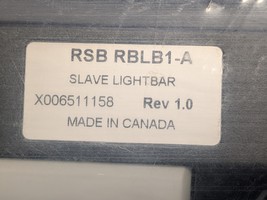 RSB RBLB1-A
SLAVE LIGHTBAR
X006511158 Rev 1.0
MADE IN CANADA